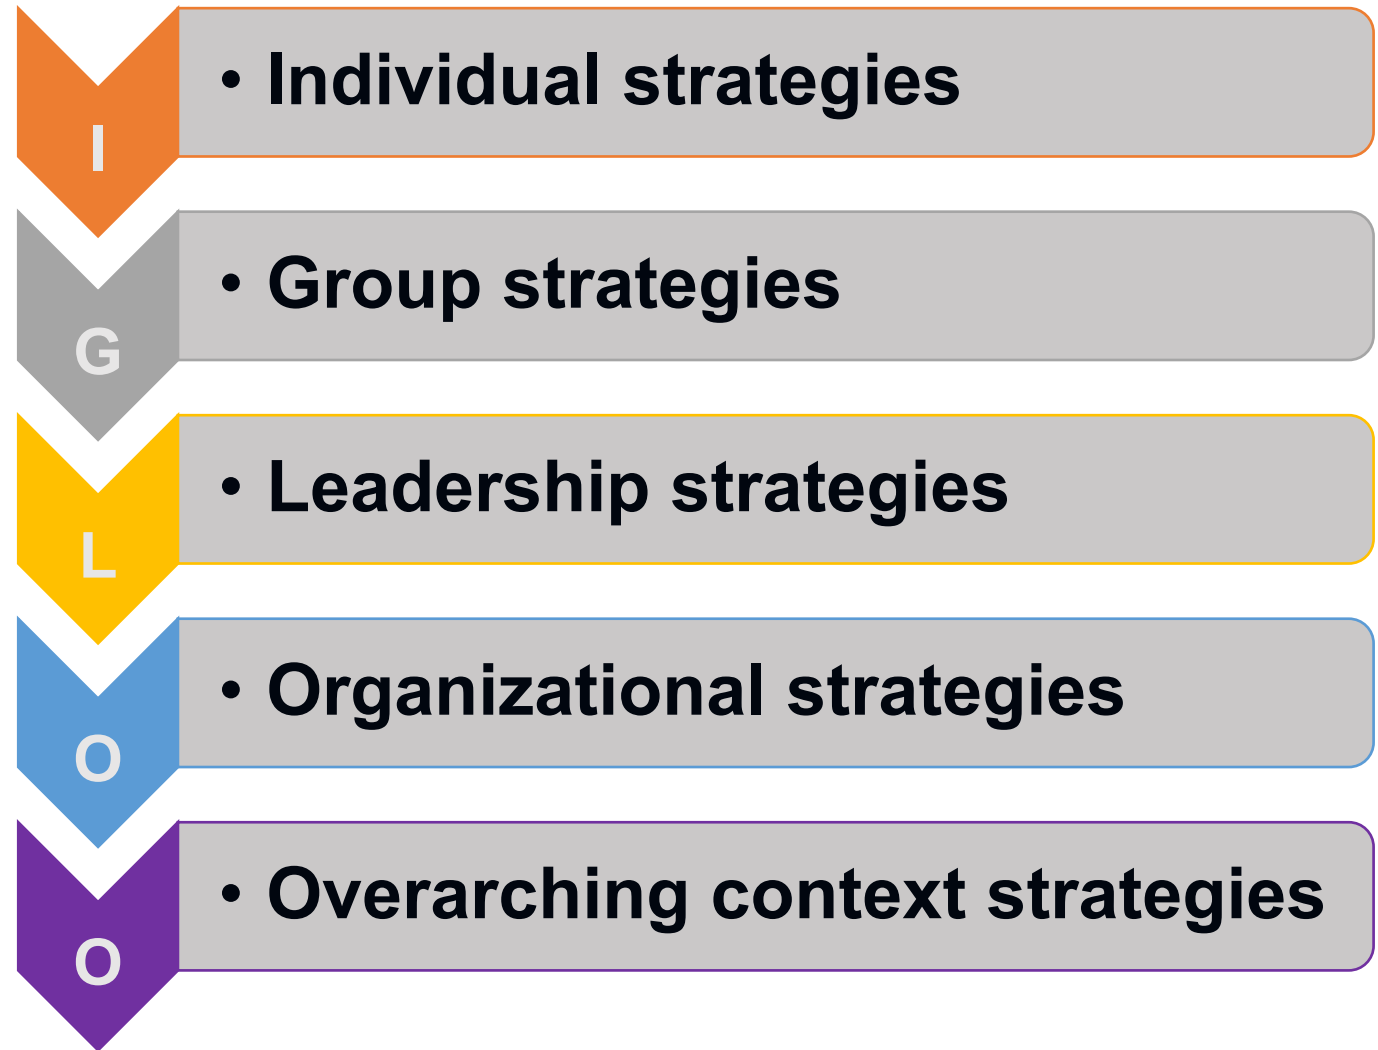 I
• Individual strategies
G
• Group strategies
L
• Leadership strategies
O
• Organizational strategies
O
• Overarching context strategies